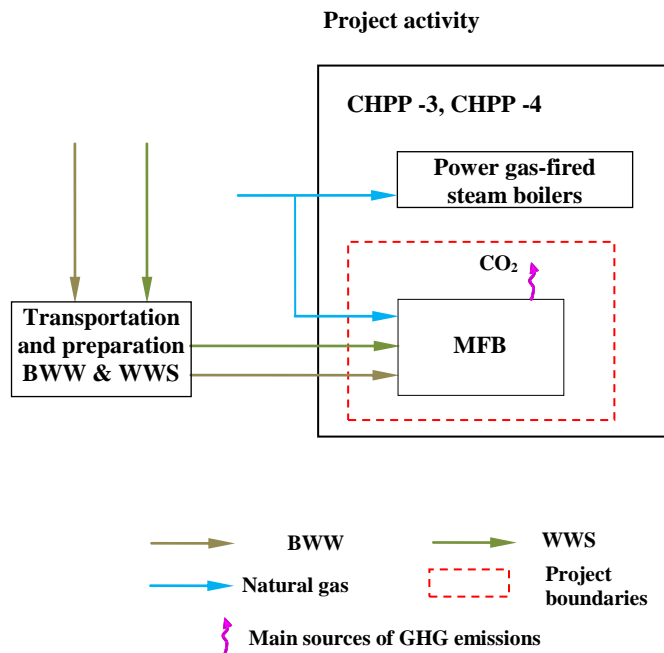 Project activity
CHPP -3, CHPP -4
Power gas-fired
steam boilers
CO₂
Transportation
and preparation
BWW & WWS
MFB
BWW
WWS
Natural gas
Project
boundaries
Main sources of GHG emissions